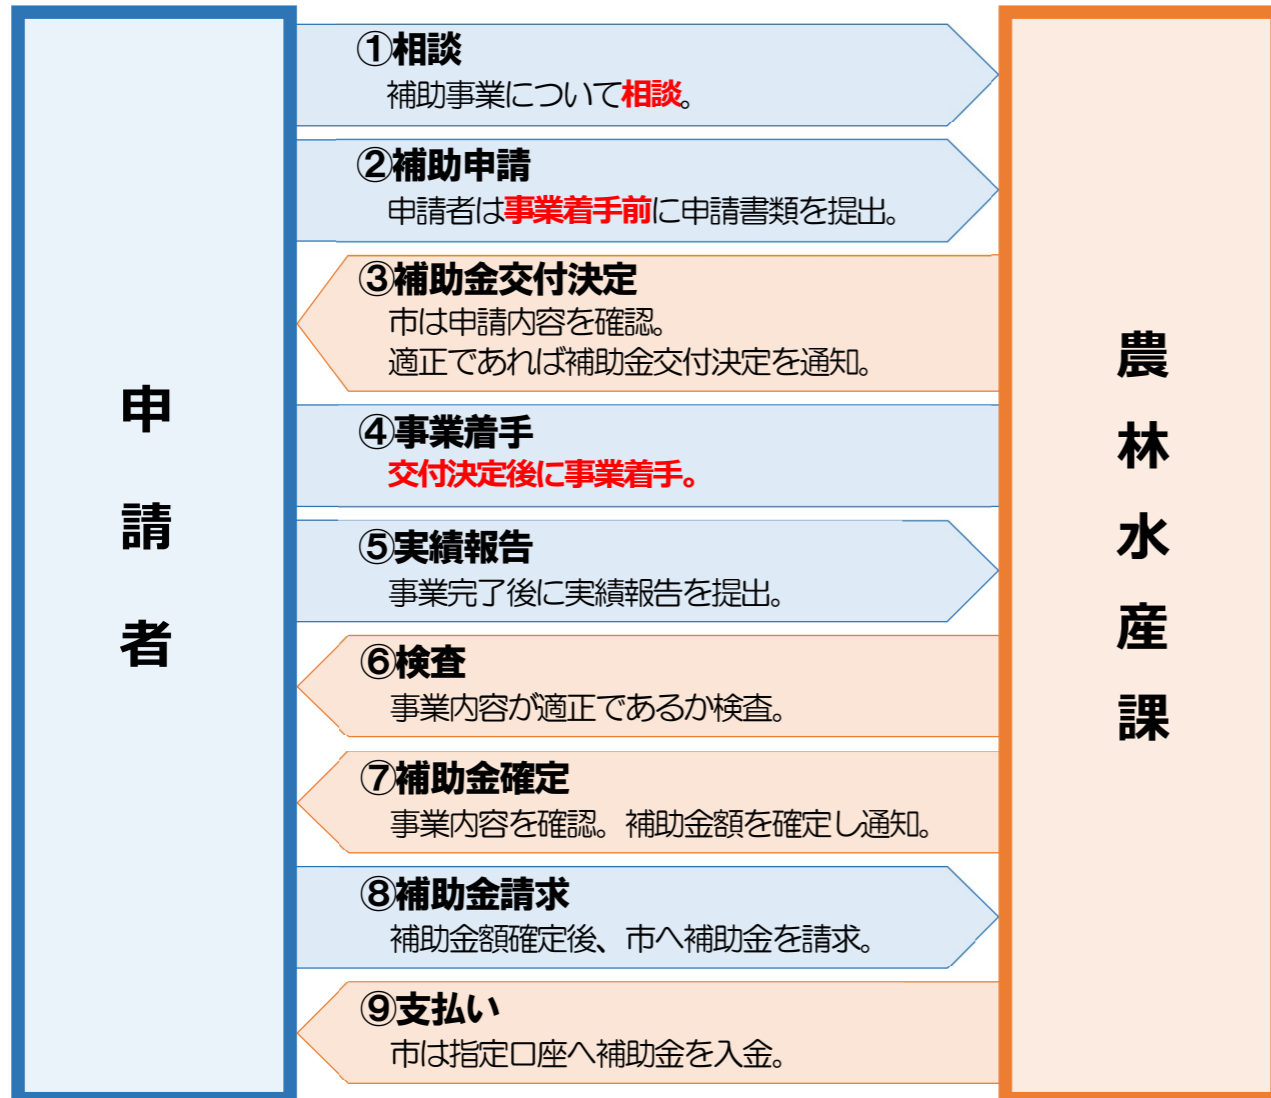 申請者
①相談
補助事業について相談。
②補助申請
申請者は事業着手前に申請書類を提出。
③補助金交付決定
市は申請内容を確認。
適正であれば補助金交付決定を通知。
④事業着手
交付決定後に事業着手。
⑤実績報告
事業完了後に実績報告を提出。
⑥検査
事業内容が適正であるか検査。
⑦補助金確定
事業内容を確認。補助金額を確定し通知。
⑧補助金請求
補助金額確定後、市へ補助金を請求。
⑨支払い
市は指定口座へ補助金を入金。
農林水産課